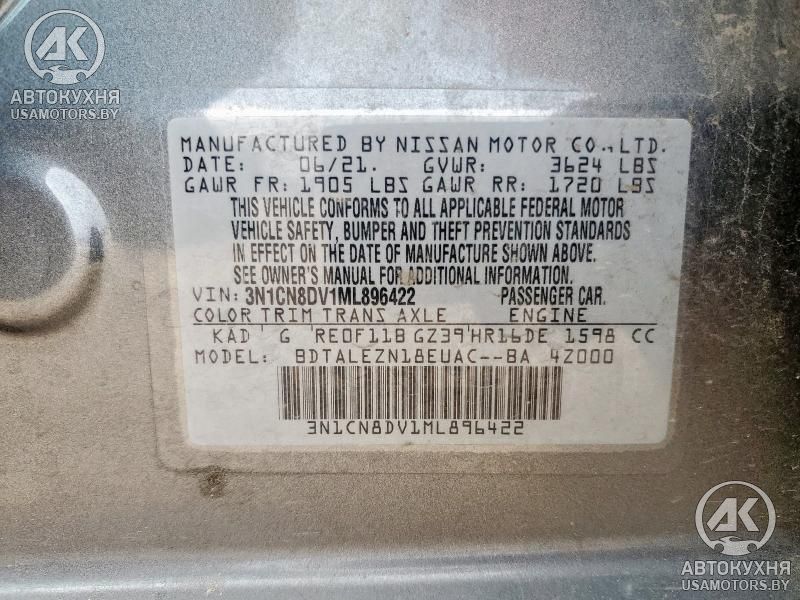 AK
АВТОКУХНЯ
USAMOTORS.BY
MANUFACTURED BY NISSAN MOTOR CO.,LTD.
DATE: 06/21. GVWR: 3624 LBS
GAWR FR: 1905 LBS GAWR RR: 1720 LBS
THIS VEHICLE CONFORMS TO ALL APPLICABLE FEDERAL MOTOR
VEHICLE SAFETY, BUMPER AND THEFT PREVENTION STANDARDS
IN EFFECT ON THE DATE OF MANUFACTURE SHOWN ABOVE.
SEE OWNER'S MANUAL FOR ADDITIONAL INFORMATION.
VIN: 3N1CN8DV1ML896422 PASSENGER CAR.
COLOR TRIM TRANS AXLE ENGINE
KAD ' G 'RE0F11B GZ39'HR16DE 1598 CC
MODEL: BDTALEZN18EUAC--BA 4Z000
3N1CN8DV1ML896422
AK
АВТОКУХНЯ
USAMOTORS.BY